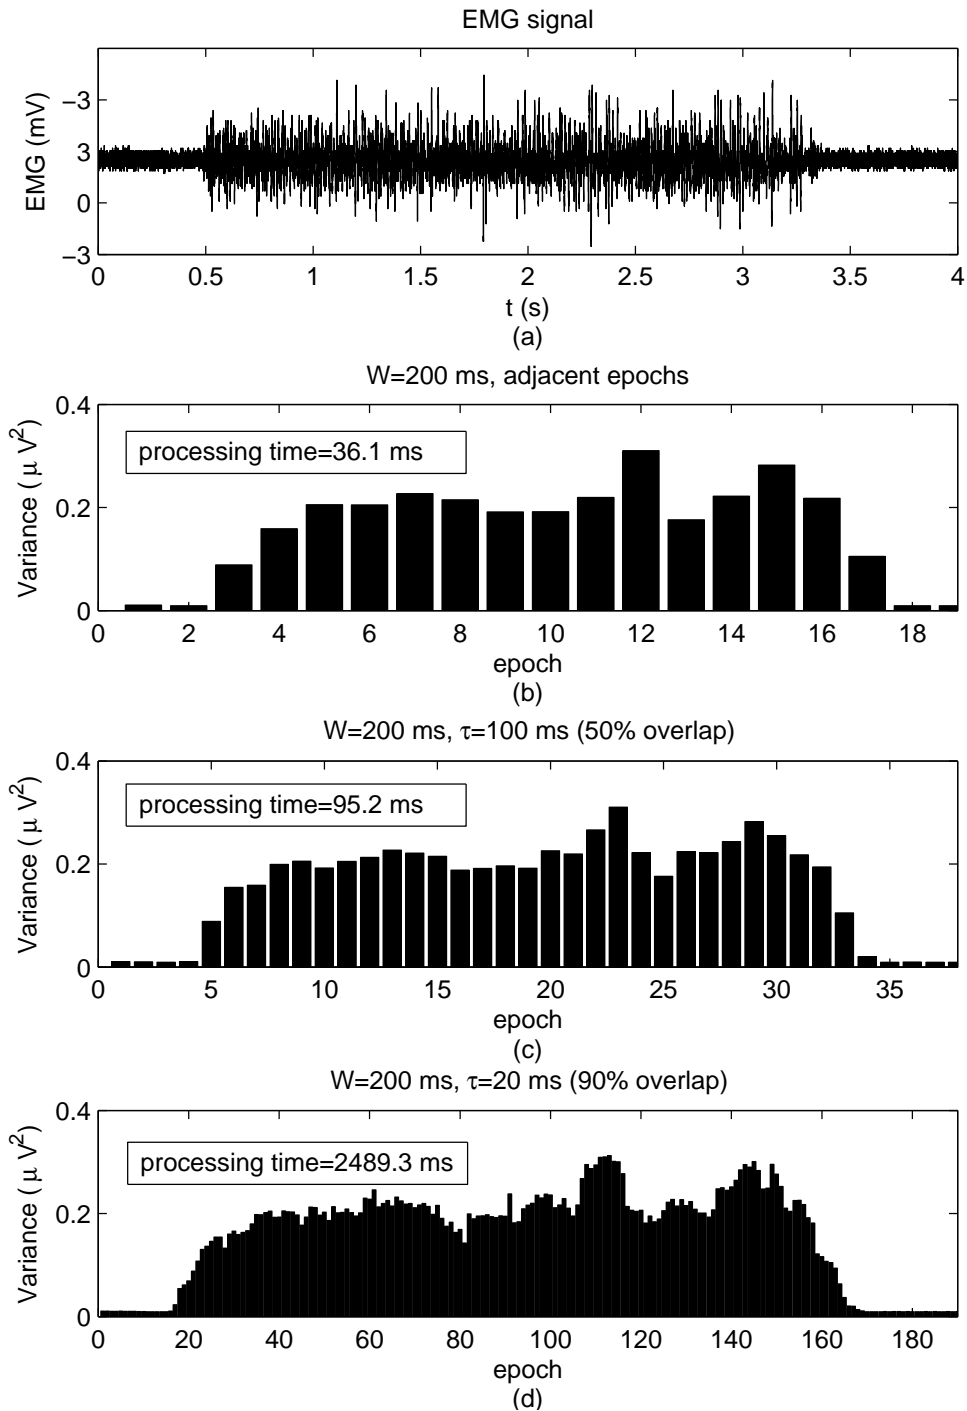 EMG signal
EMG (mV)
−3
3
0
−3
0 0.5 1 1.5 2 2.5 3 3.5 4
t (s)
(a)
W=200 ms, adjacent epochs
Variance (μ V²)
0.4
processing time=36.1 ms
0.2
0
0 2 4 6 8 10 12 14 16 18
epoch
(b)
W=200 ms, τ=100 ms (50% overlap)
Variance (μ V²)
0.4
processing time=95.2 ms
0.2
0
0 5 10 15 20 25 30 35
epoch
(c)
W=200 ms, τ=20 ms (90% overlap)
Variance (μ V²)
0.4
processing time=2489.3 ms
0.2
0
0 20 40 60 80 100 120 140 160 180
epoch
(d)